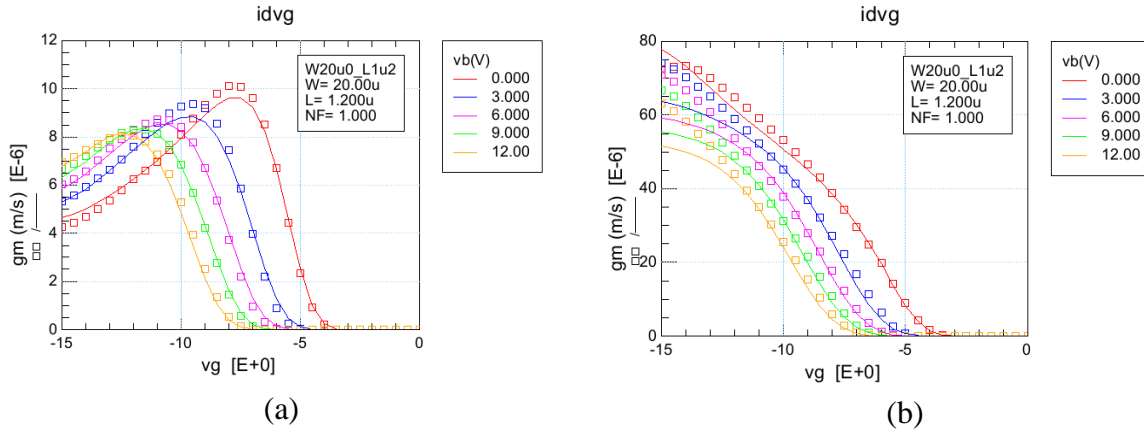 idvg
12
10
8
6
4
2
0
-15
-10
-5
0
gm (m/s) [E-6]
□□ /
vg [E+0]
W20u0_L1u2
W= 20.00u
L= 1.200u
NF= 1.000
vb(V)
0.000
3.000
6.000
9.000
12.00
(a)
idvg
80
60
40
20
0
-15
-10
-5
0
gm (m/s) [E-6]
□□ /
vg [E+0]
W20u0_L1u2
W= 20.00u
L= 1.200u
NF= 1.000
vb(V)
0.000
3.000
6.000
9.000
12.00
(b)